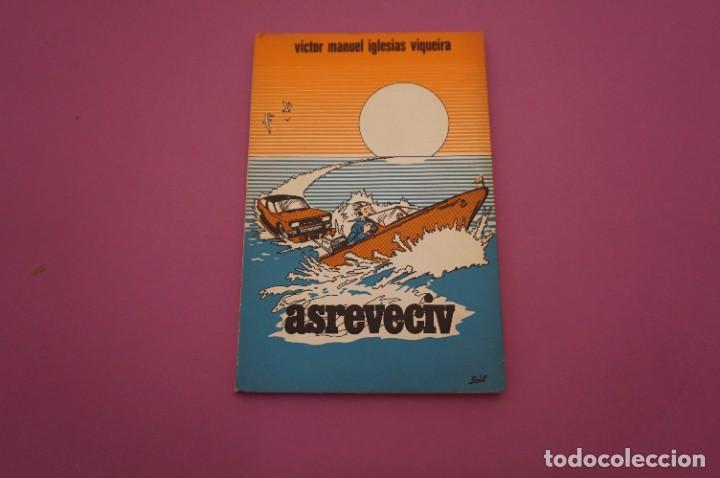 victor manuel iglesias viqueira
asreveciv
todocoleccion